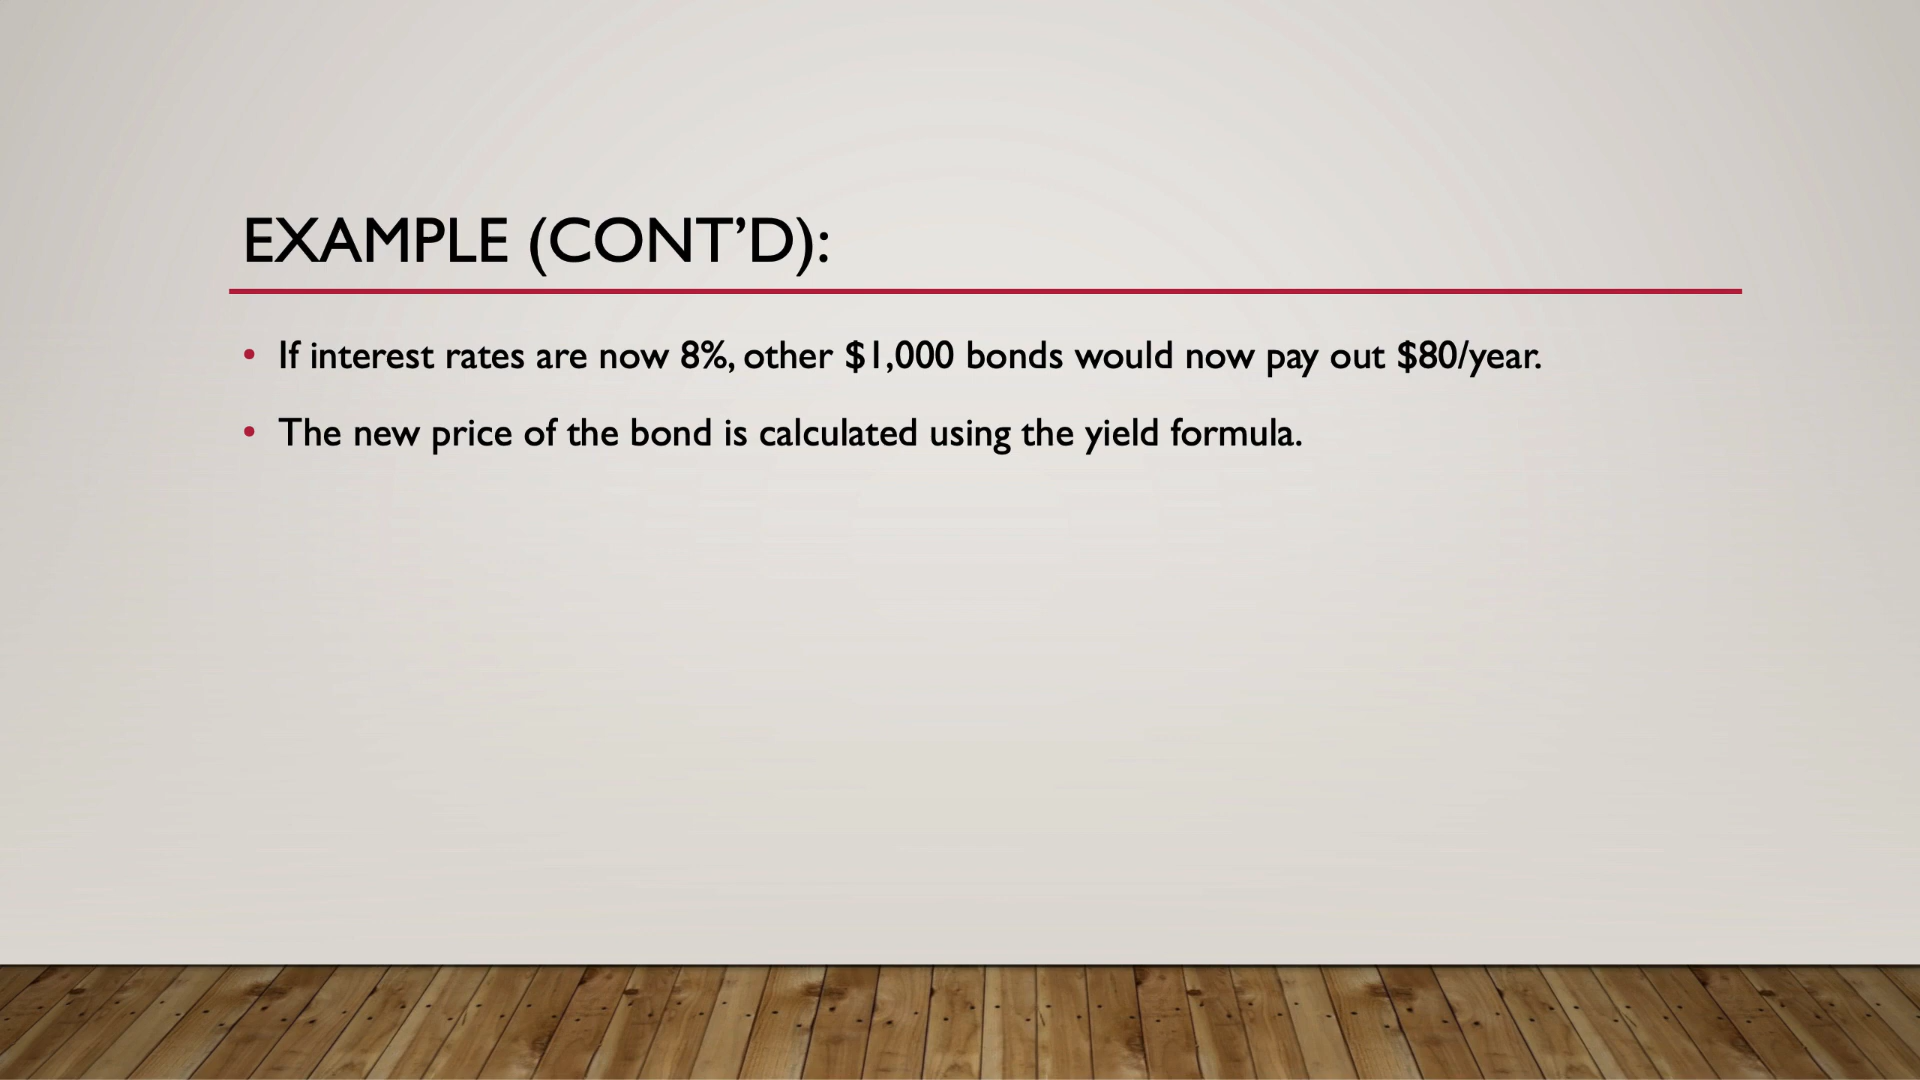 EXAMPLE (CONT’D):
• If interest rates are now 8%, other $1,000 bonds would now pay out $80/year.
• The new price of the bond is calculated using the yield formula.